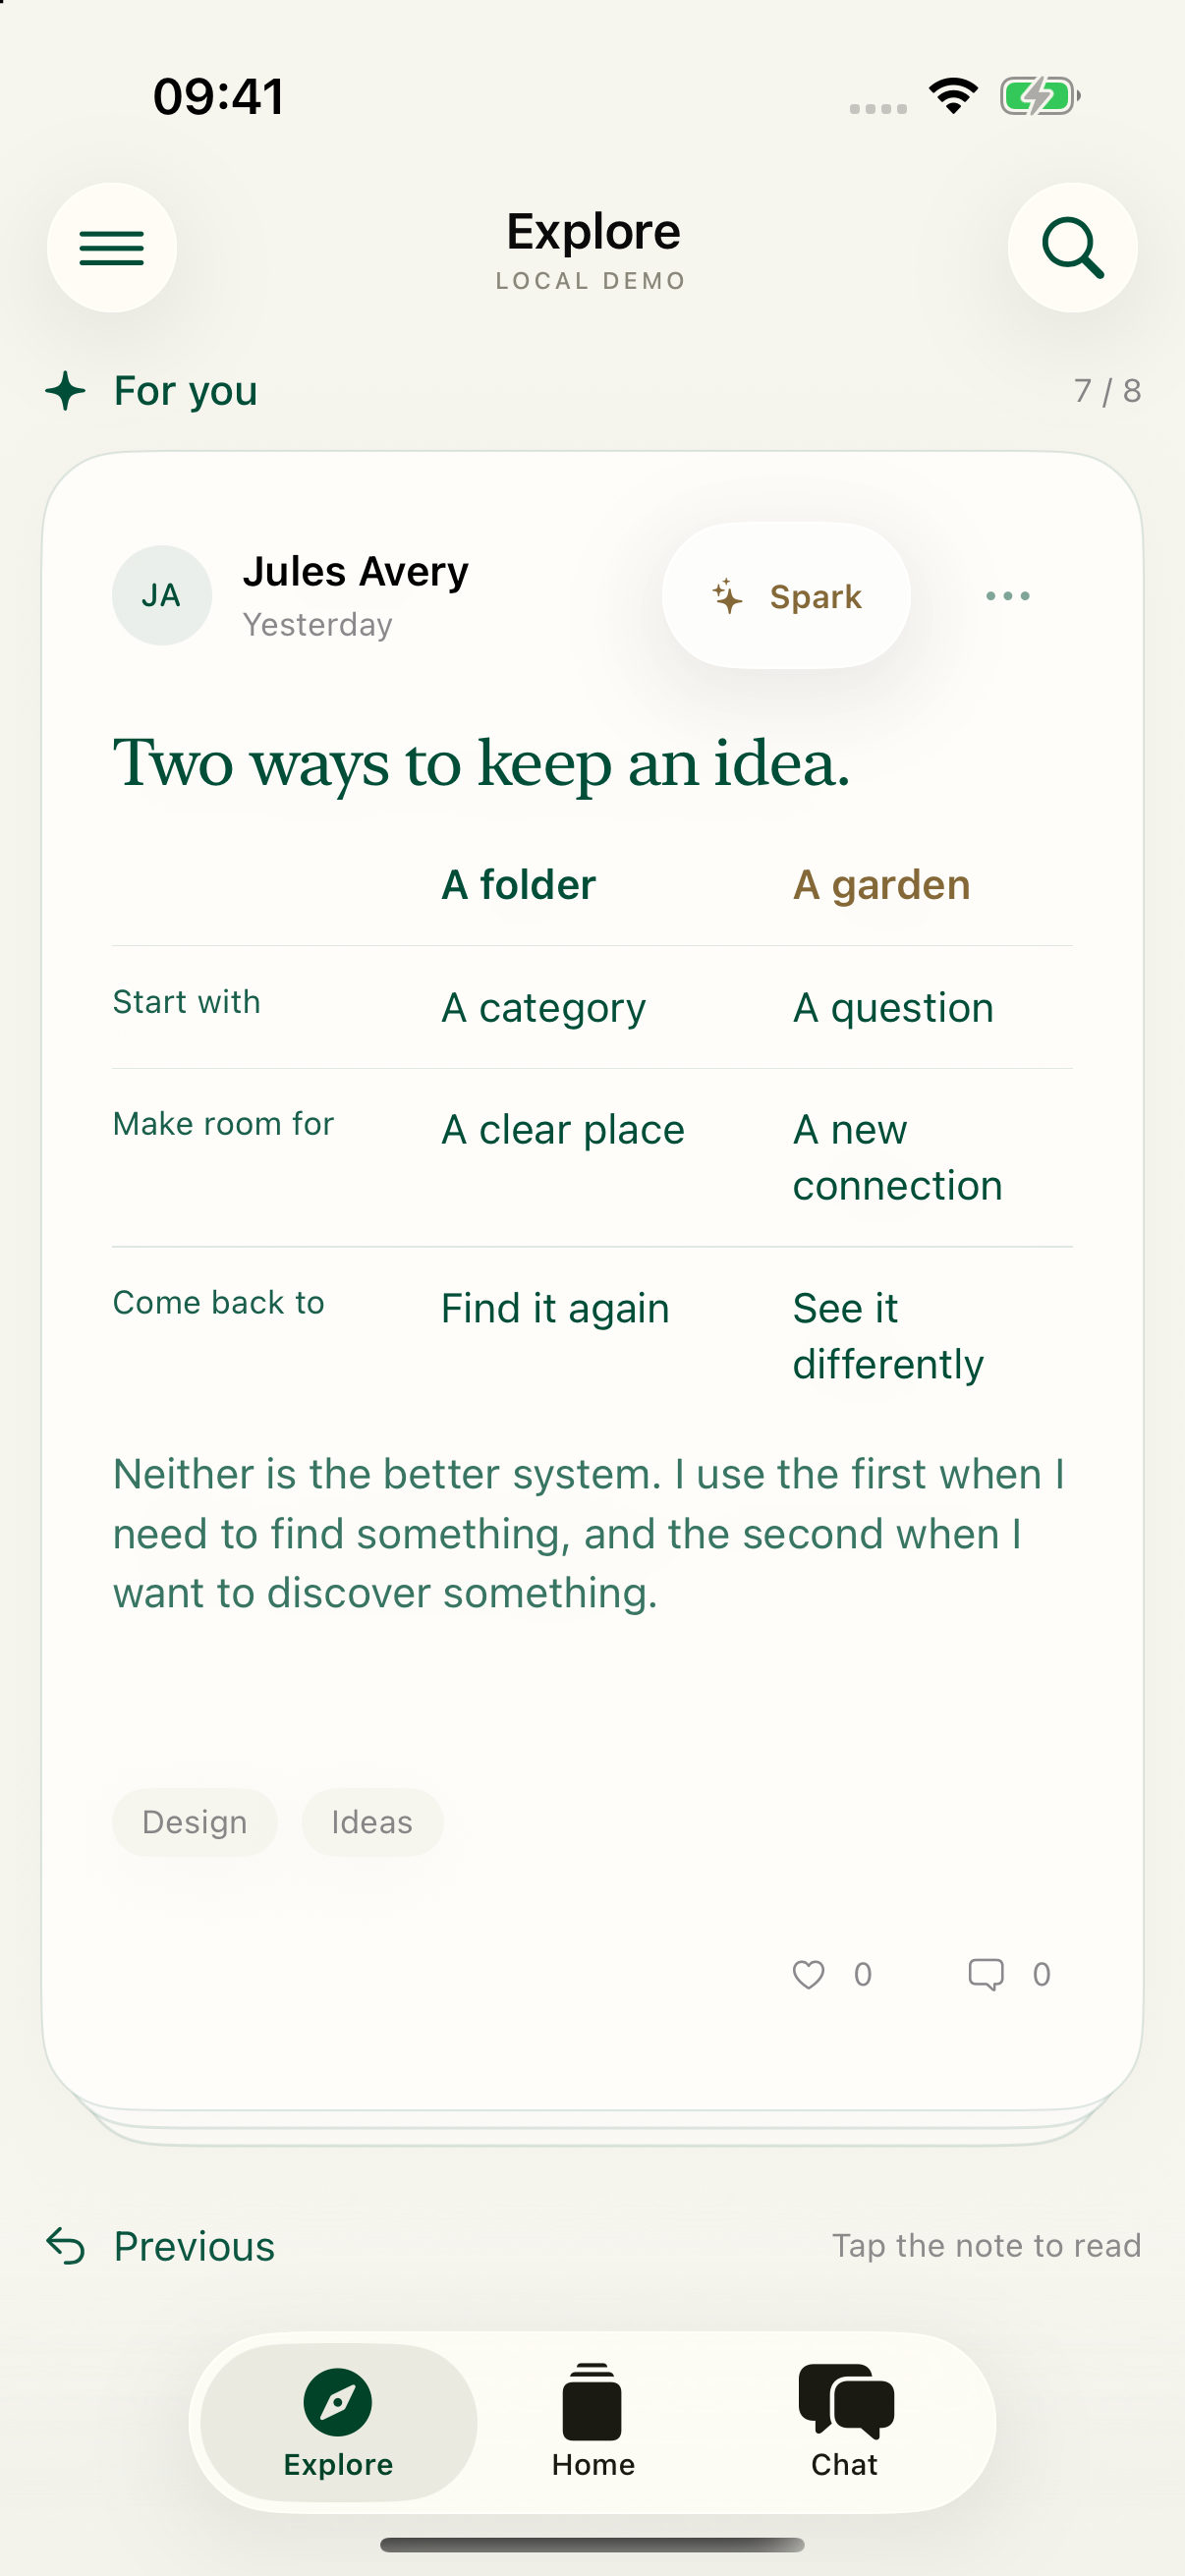 09:41
Explore
LOCAL DEMO
For you
7 / 8
JA
Jules Avery
Yesterday
Spark
Two ways to keep an idea.
A folder
A garden
Start with
A category
A question
Make room for
A clear place
A new
connection
Come back to
Find it again
See it
differently
Neither is the better system. I use the first when I
need to find something, and the second when I
want to discover something.
Design
Ideas
0
0
Previous
Tap the note to read
Explore
Home
Chat